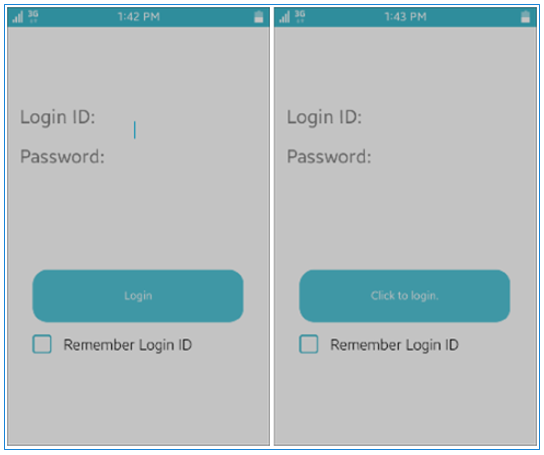 3G
1:42 PM
Login ID:
Password:
Login
Remember Login ID
3G
1:43 PM
Login ID:
Password:
Click to login.
Remember Login ID